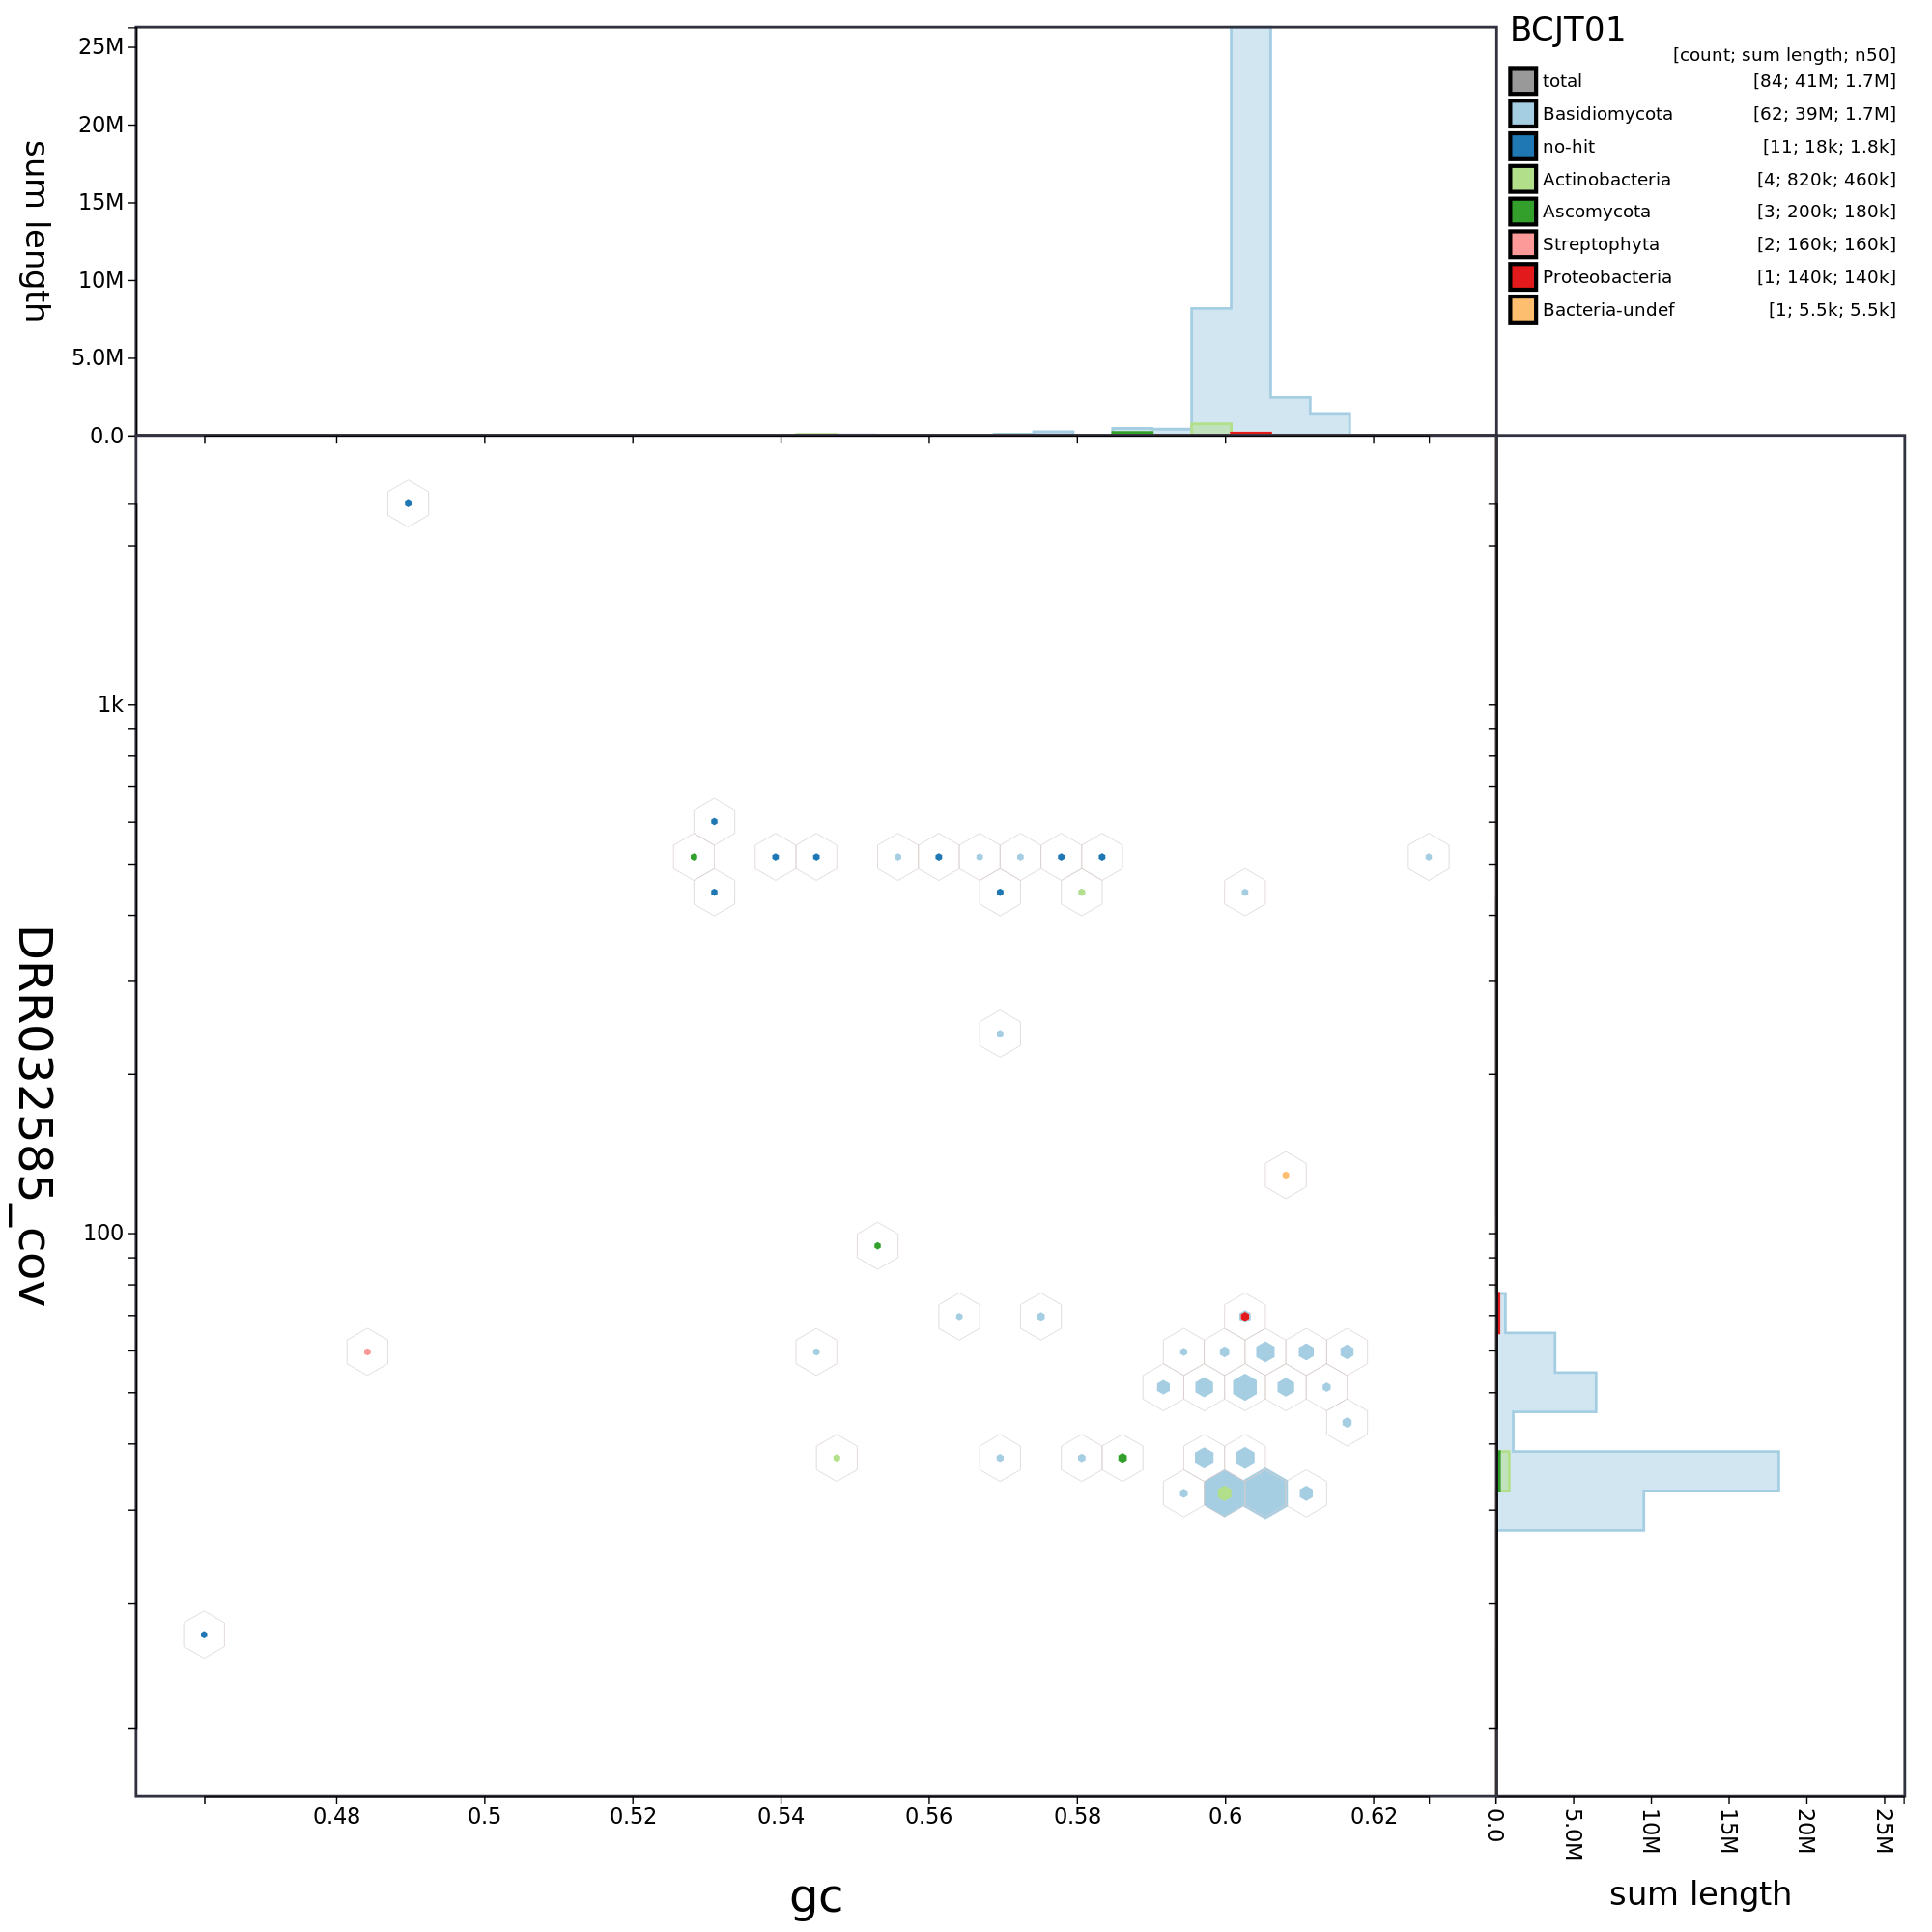 BCJT01
[count; sum length; n50]
total [84; 41M; 1.7M]
Basidiomycota [62; 39M; 1.7M]
no-hit [11; 18k; 1.8k]
Actinobacteria [4; 820k; 460k]
Ascomycota [3; 200k; 180k]
Streptophyta [2; 160k; 160k]
Proteobacteria [1; 140k; 140k]
Bacteria-undef [1; 5.5k; 5.5k]
sum length
25M
20M
15M
10M
5.0M
0.0
DRR032585_cov
1k
100
0.48 0.5 0.52 0.54 0.56 0.58 0.6 0.62
gc
0.0 5.0M 10M 15M 20M 25M
sum length